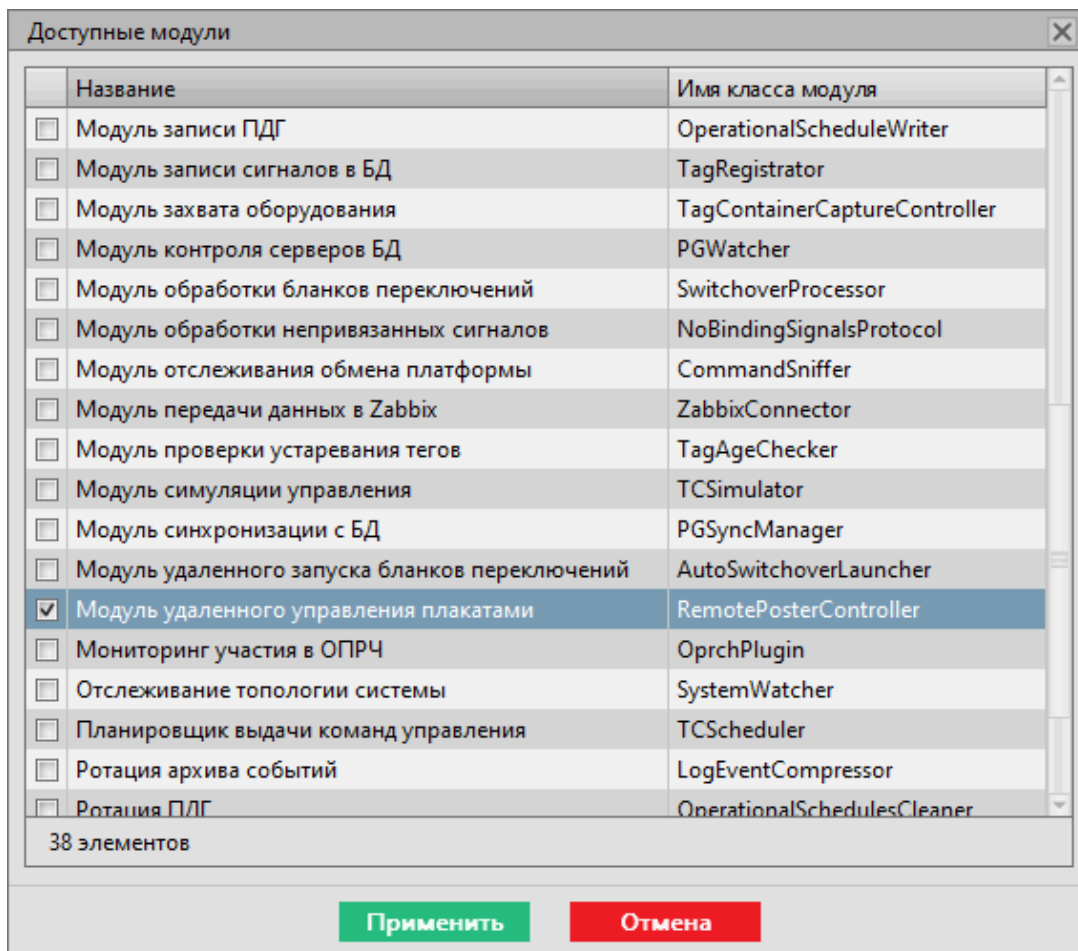 Доступные модули
Название Имя класса модуля
Модуль записи ПДГ OperationalScheduleWriter
Модуль записи сигналов в БД TagRegistrator
Модуль захвата оборудования TagContainerCaptureController
Модуль контроля серверов БД PGWatcher
Модуль обработки бланков переключений SwitchoverProcessor
Модуль обработки непривязанных сигналов NoBindingSignalsProtocol
Модуль отслеживания обмена платформы CommandSniffer
Модуль передачи данных в Zabbix ZabbixConnector
Модуль проверки устаревания тегов TagAgeChecker
Модуль симуляции управления TCSimulator
Модуль синхронизации с БД PGSyncManager
Модуль удаленного запуска бланков переключений AutoSwitchoverLauncher
Модуль удаленного управления плакатами RemotePosterController
Мониторинг участия в ОПРЧ OprchPlugin
Отслеживание топологии системы SystemWatcher
Планировщик выдачи команд управления TCScheduler
Ротация архива событий LogEventCompressor
Ротация ПДГ OperationalSchedulesCleaner
38 элементов
Применить Отмена